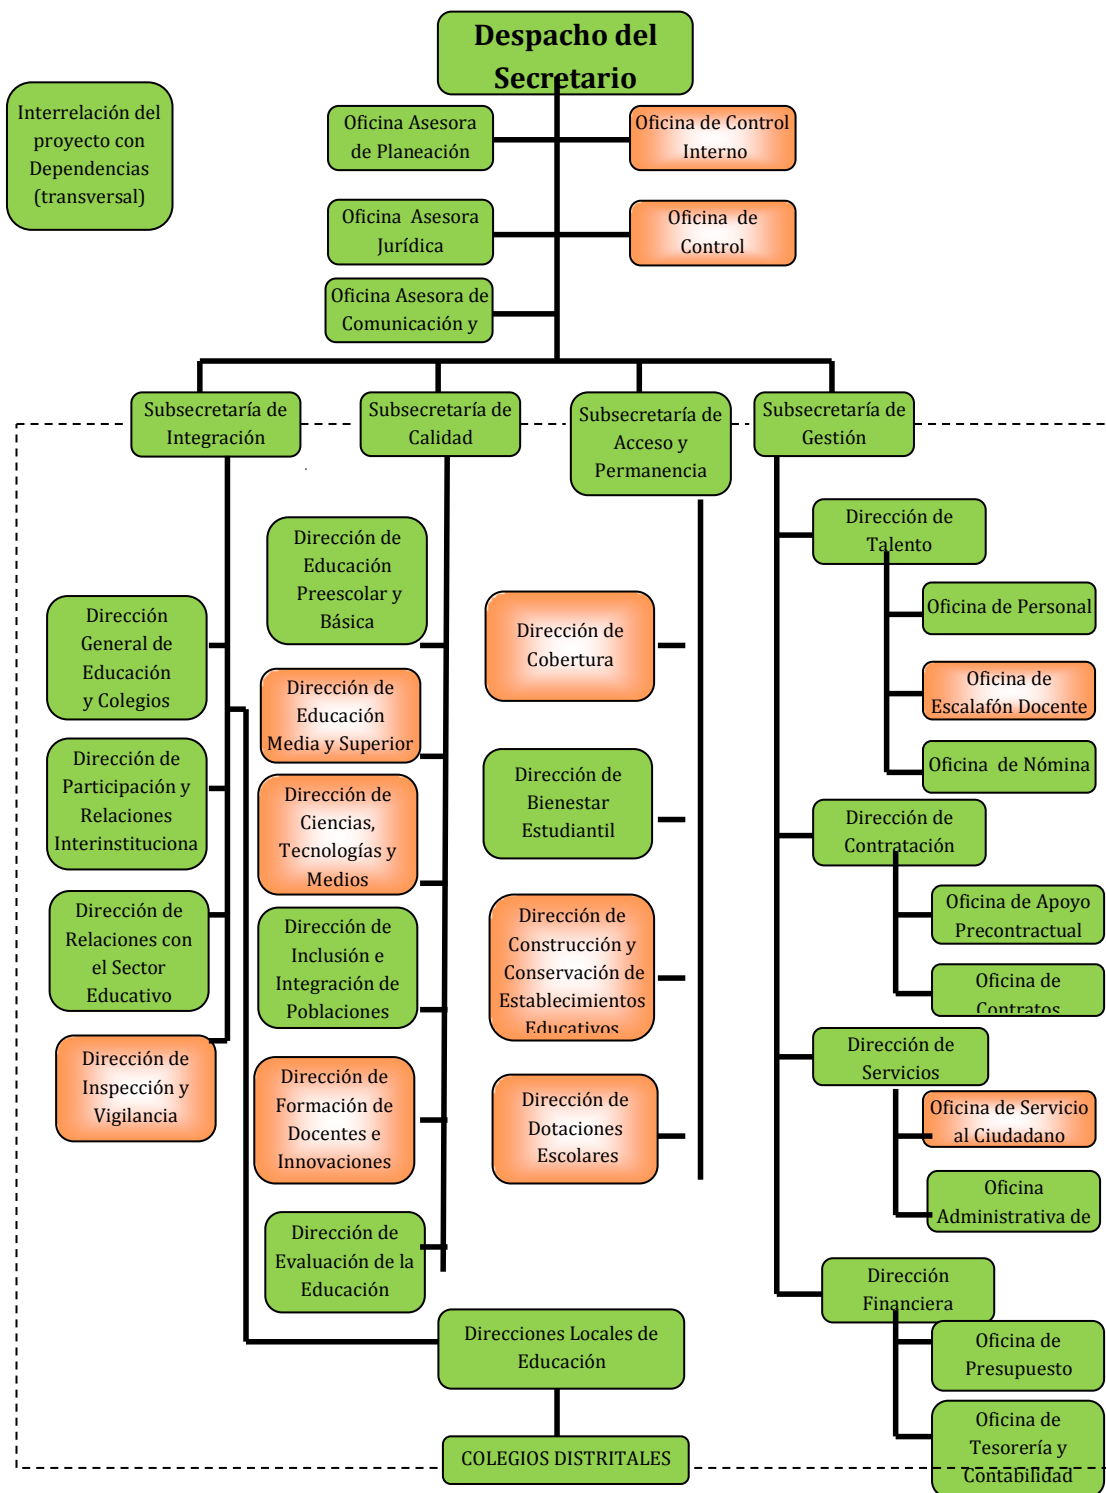 Despacho del
Secretario
Interrelación del
proyecto con
Dependencias
(transversal)
Oficina Asesora
de Planeación
Oficina de Control
Interno
Oficina Asesora
Jurídica
Oficina de
Control
Oficina Asesora de
Comunicación y
Subsecretaría de
Integración
Subsecretaría de
Calidad
Subsecretaría de
Acceso y
Permanencia
Subsecretaría de
Gestión
Dirección
General de
Educación
y Colegios
Dirección de
Participación y
Relaciones
Interinstituciona
Dirección de
Relaciones con
el Sector
Educativo
Dirección de
Inspección y
Vigilancia
Dirección de
Educación
Preescolar y
Básica
Dirección de
Educación
Media y Superior
Dirección de
Ciencias,
Tecnologías y
Medios
Dirección de
Inclusión e
Integración de
Poblaciones
Dirección de
Formación de
Docentes e
Innovaciones
Dirección de
Evaluación de la
Educación
Dirección de
Cobertura
Dirección de
Bienestar
Estudiantil
Dirección de
Construcción y
Conservación de
Establecimientos
Educativos
Dirección de
Dotaciones
Escolares
Dirección de
Talento
Oficina de Personal
Oficina de
Escalafón Docente
Oficina de Nómina
Dirección de
Contratación
Oficina de Apoyo
Precontractual
Oficina de
Contratos
Dirección de
Servicios
Oficina de Servicio
al Ciudadano
Oficina
Administrativa de
Dirección
Financiera
Oficina de
Presupuesto
Oficina de
Tesorería y
Contabilidad
Direcciones Locales de
Educación
COLEGIOS DISTRITALES